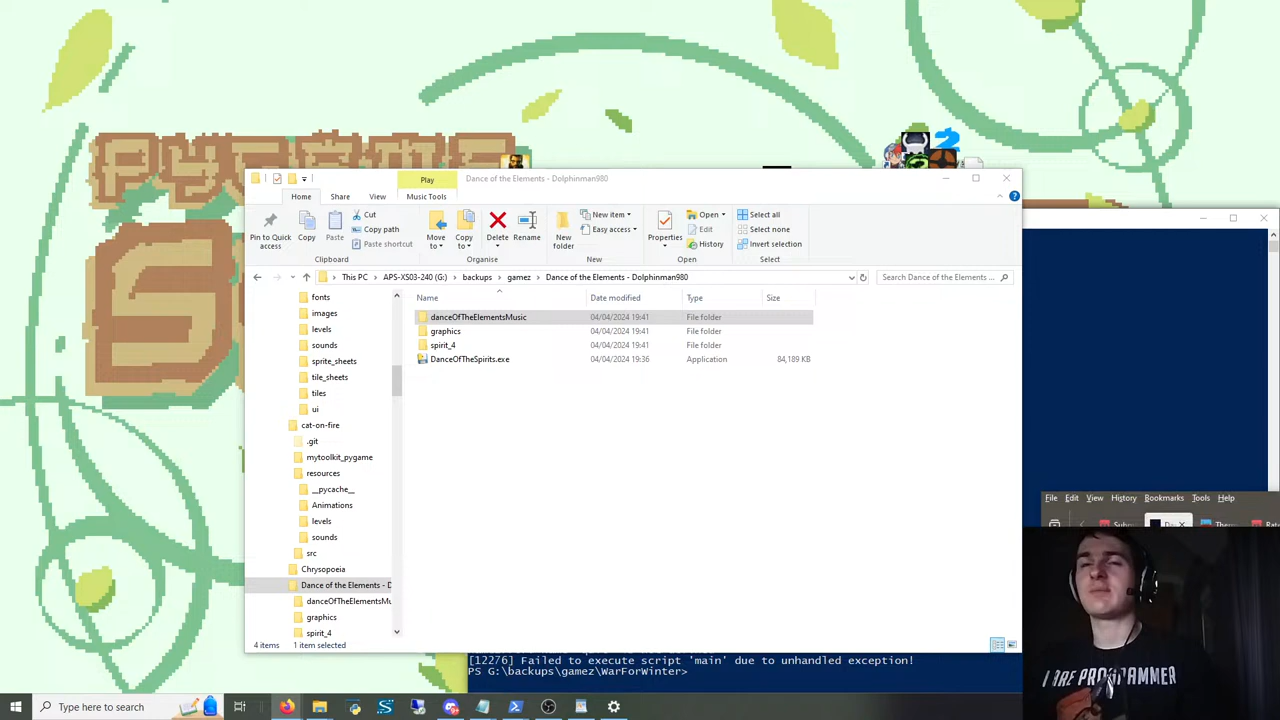 PYGAME
S
Play
Dance of the Elements - Dolphinman980
Home Share View Music Tools
Pin to Quick access
Copy
Paste
Cut
Copy path
Paste shortcut
Clipboard
Move to
Copy to
Delete
Rename
Organise
New folder
New item
Easy access
New
Properties
Open
Edit
History
Open
Select all
Select none
Invert selection
Select
This PC > APS-XS03-240 (G:) > backups > gamez > Dance of the Elements - Dolphinman980
Search Dance of the Elements ...
Name Date modified Type Size
danceOfTheElementsMusic 04/04/2024 19:41 File folder
graphics 04/04/2024 19:41 File folder
spirit_4 04/04/2024 19:41 File folder
DanceOfTheSpirits.exe 04/04/2024 19:36 Application 84,189 KB
fonts
images
levels
sounds
sprite_sheets
tile_sheets
tiles
ui
cat-on-fire
.git
mytoolkit_pygame
resources
__pycache__
Animations
levels
sounds
src
Chrysopoeia
Dance of the Elements - D
danceOfTheElementsMu
graphics
spirit_4
4 items 1 item selected
File Edit View History Bookmarks Tools Help
[12276] Failed to execute script 'main' due to unhandled exception!
PS G:\backups\gamez\WarForWinter>
Type here to search